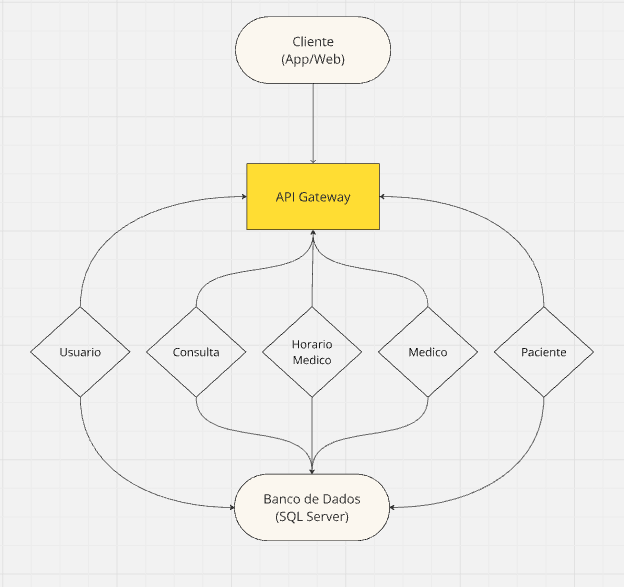 Cliente
(App/Web)
API Gateway
Usuario
Consulta
Horario
Medico
Medico
Paciente
Banco de Dados
(SQL Server)